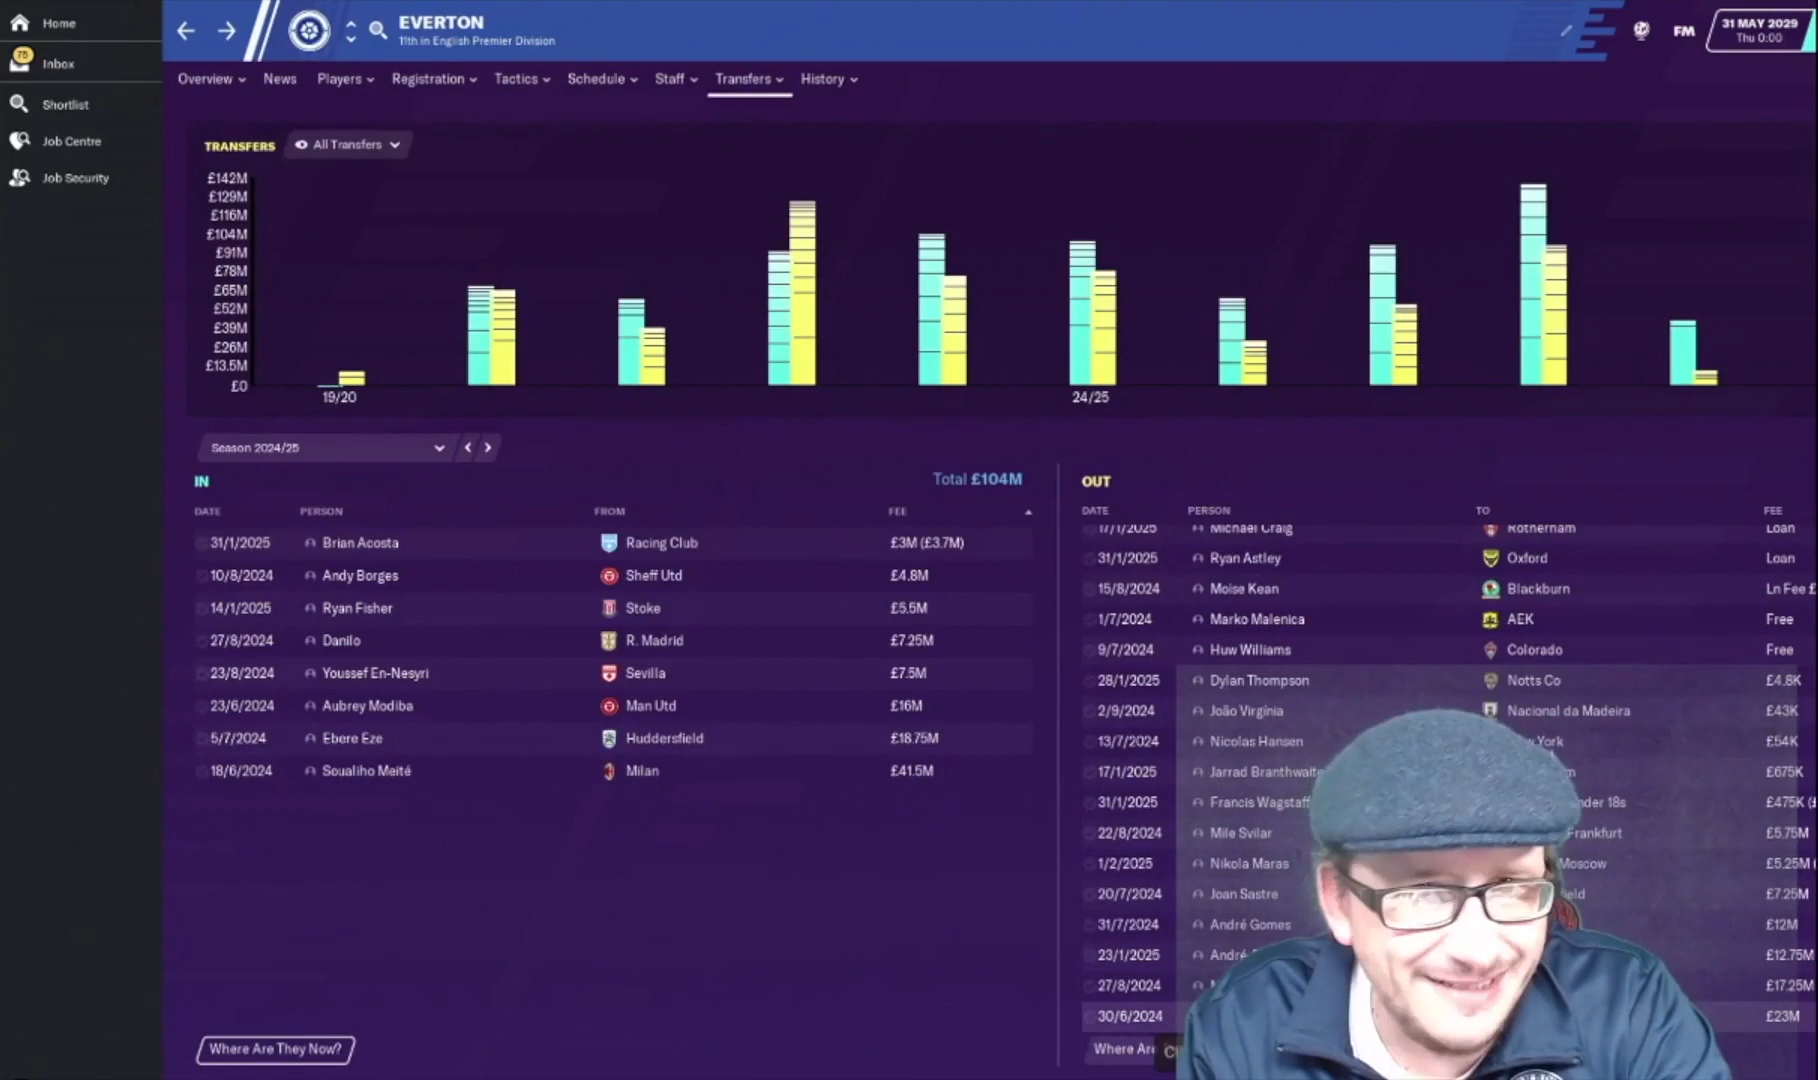 Home
EVERTON
11th in English Premier Division
FM
31 MAY 2029
Thu 0:00
75
Inbox
Overview News Players Registration Tactics Schedule Staff Transfers History
Shortlist
Job Centre
Job Security
TRANSFERS All Transfers
£142M
£129M
£116M
£104M
£91M
£78M
£65M
£52M
£39M
£26M
£13.5M
£0
19/20 24/25
Season 2024/25
IN Total £104M
DATE PERSON FROM FEE
31/1/2025 Brian Acosta Racing Club £3M (£3.7M)
10/8/2024 Andy Borges Sheff Utd £4.8M
14/1/2025 Ryan Fisher Stoke £5.5M
27/8/2024 Danilo R. Madrid £7.25M
23/8/2024 Youssef En-Nesyri Sevilla £7.5M
23/6/2024 Aubrey Modiba Man Utd £16M
5/7/2024 Ebere Eze Huddersfield £18.75M
18/6/2024 Soualiho Meité Milan £41.5M
Where Are They Now?
OUT
DATE PERSON TO FEE
17/1/2025 Michael Craig Rotherham Loan
31/1/2025 Ryan Astley Oxford Loan
15/8/2024 Moise Kean Blackburn Ln Fee £
1/7/2024 Marko Malenica AEK Free
9/7/2024 Huw Williams Colorado Free
28/1/2025 Dylan Thompson Notts Co £4.8K
2/9/2024 João Virgínia Nacional da Madeira £43K
13/7/2024 Nicolas Hansen York £54K
17/1/2025 Jarrad Branthwaite £675K
31/1/2025 Francis Wagstaff nder 18s £475K (£
22/8/2024 Mile Svilar Frankfurt £5.75M
1/2/2025 Nikola Maras Moscow £5.25M (
20/7/2024 Joan Sastre eld £7.25M
31/7/2024 André Gomes £12M
23/1/2025 André £12.75M
27/8/2024 £17.25M
30/6/2024 £23M
Where Are